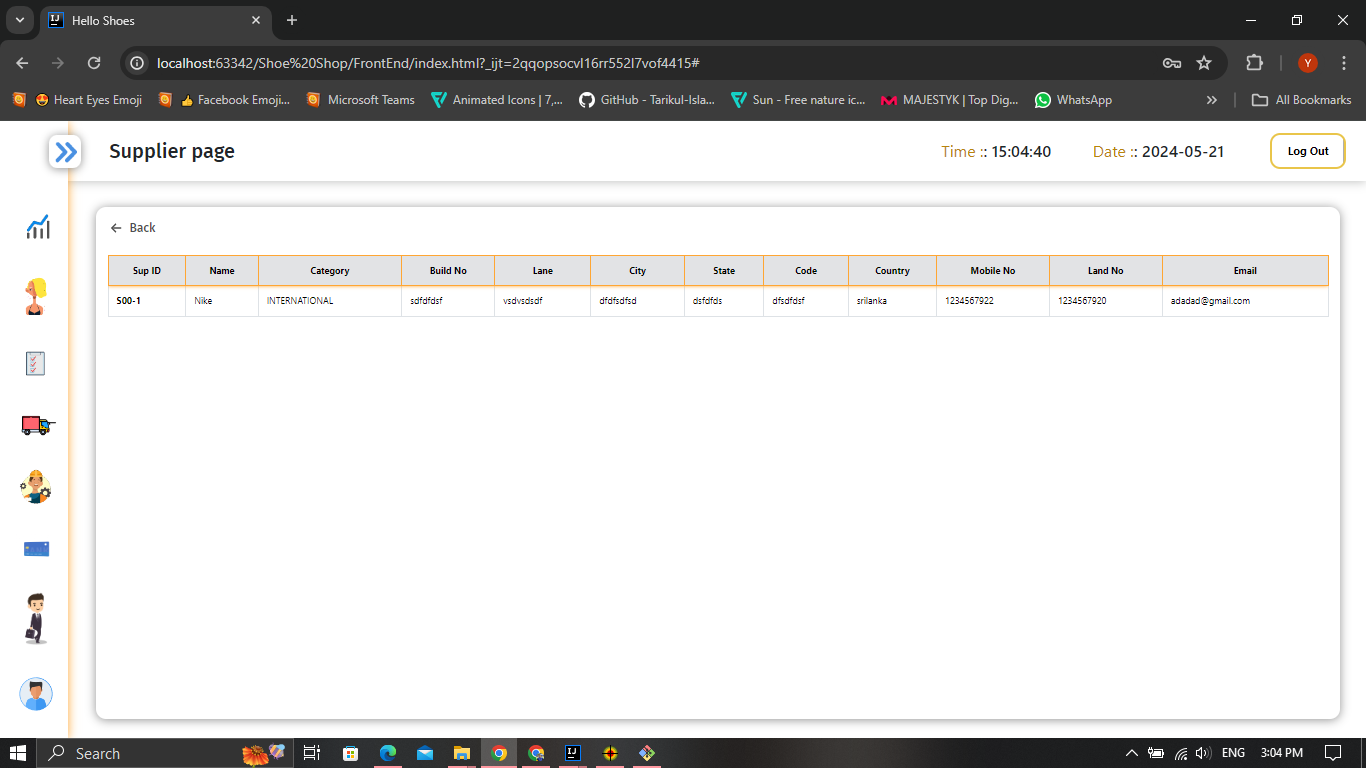 Hello Shoes
localhost:63342/Shoe%20Shop/FrontEnd/index.html?_ijt=2qqopsocvl16rr552l7vof4415#
Y
Heart Eyes Emoji
Facebook Emoji...
Microsoft Teams
Animated Icons | 7,...
GitHub - Tarikul-Isla...
Sun - Free nature ic...
MAJESTYK | Top Dig...
WhatsApp
All Bookmarks
Supplier page
Time :: 15:04:40
Date :: 2024-05-21
Log Out
Back
Sup ID Name Category Build No Lane City State Code Country Mobile No Land No Email
S00-1 Nike INTERNATIONAL sdfdfdsf vsdvsdsdf dfdfsdfsd dsfdfds dfsdfdsf srilanka 1234567922 1234567920 adadad@gmail.com
Search
ENG
3:04 PM